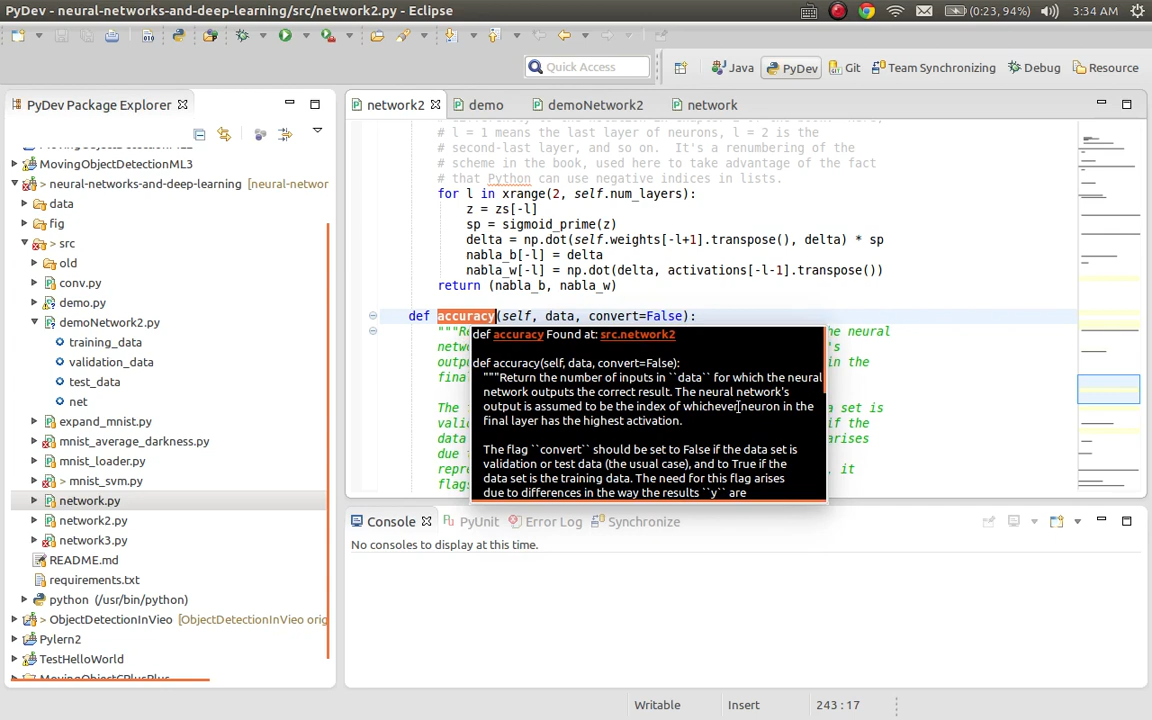 PyDev - neural-networks-and-deep-learning/src/network2.py - Eclipse
(0:23, 94%)
3:34 AM
Quick Access
Java
PyDev
Git
Team Synchronizing
Debug
Resource
PyDev Package Explorer
MovingObjectDetectionML3
> neural-networks-and-deep-learning [neural-networ
data
fig
> src
old
conv.py
demo.py
demoNetwork2.py
training_data
validation_data
test_data
net
expand_mnist.py
mnist_average_darkness.py
mnist_loader.py
> mnist_svm.py
network.py
network2.py
network3.py
README.md
requirements.txt
python (/usr/bin/python)
> ObjectDetectionInVieo [ObjectDetectionInVieo orig
Pylern2
TestHelloWorld
network2
demo
demoNetwork2
network
# l = 1 means the last layer of neurons, l = 2 is the
# second-last layer, and so on.  It's a renumbering of the
# scheme in the book, used here to take advantage of the fact
# that Python can use negative indices in lists.
for l in xrange(2, self.num_layers):
z = zs[-l]
sp = sigmoid_prime(z)
delta = np.dot(self.weights[-l+1].transpose(), delta) * sp
nabla_b[-l] = delta
nabla_w[-l] = np.dot(delta, activations[-l-1].transpose())
return (nabla_b, nabla_w)
def accuracy(self, data, convert=False):
def accuracy Found at: src.network2
def accuracy(self, data, convert=False):
"""Return the number of inputs in ``data`` for which the neural
network outputs the correct result. The neural network's
output is assumed to be the index of whichever neuron in the
final layer has the highest activation.
The flag ``convert`` should be set to False if the data set is
validation or test data (the usual case), and to True if the
data set is the training data. The need for this flag arises
due to differences in the way the results ``y`` are
Console
PyUnit
Error Log
Synchronize
No consoles to display at this time.
Writable
Insert
243 : 17